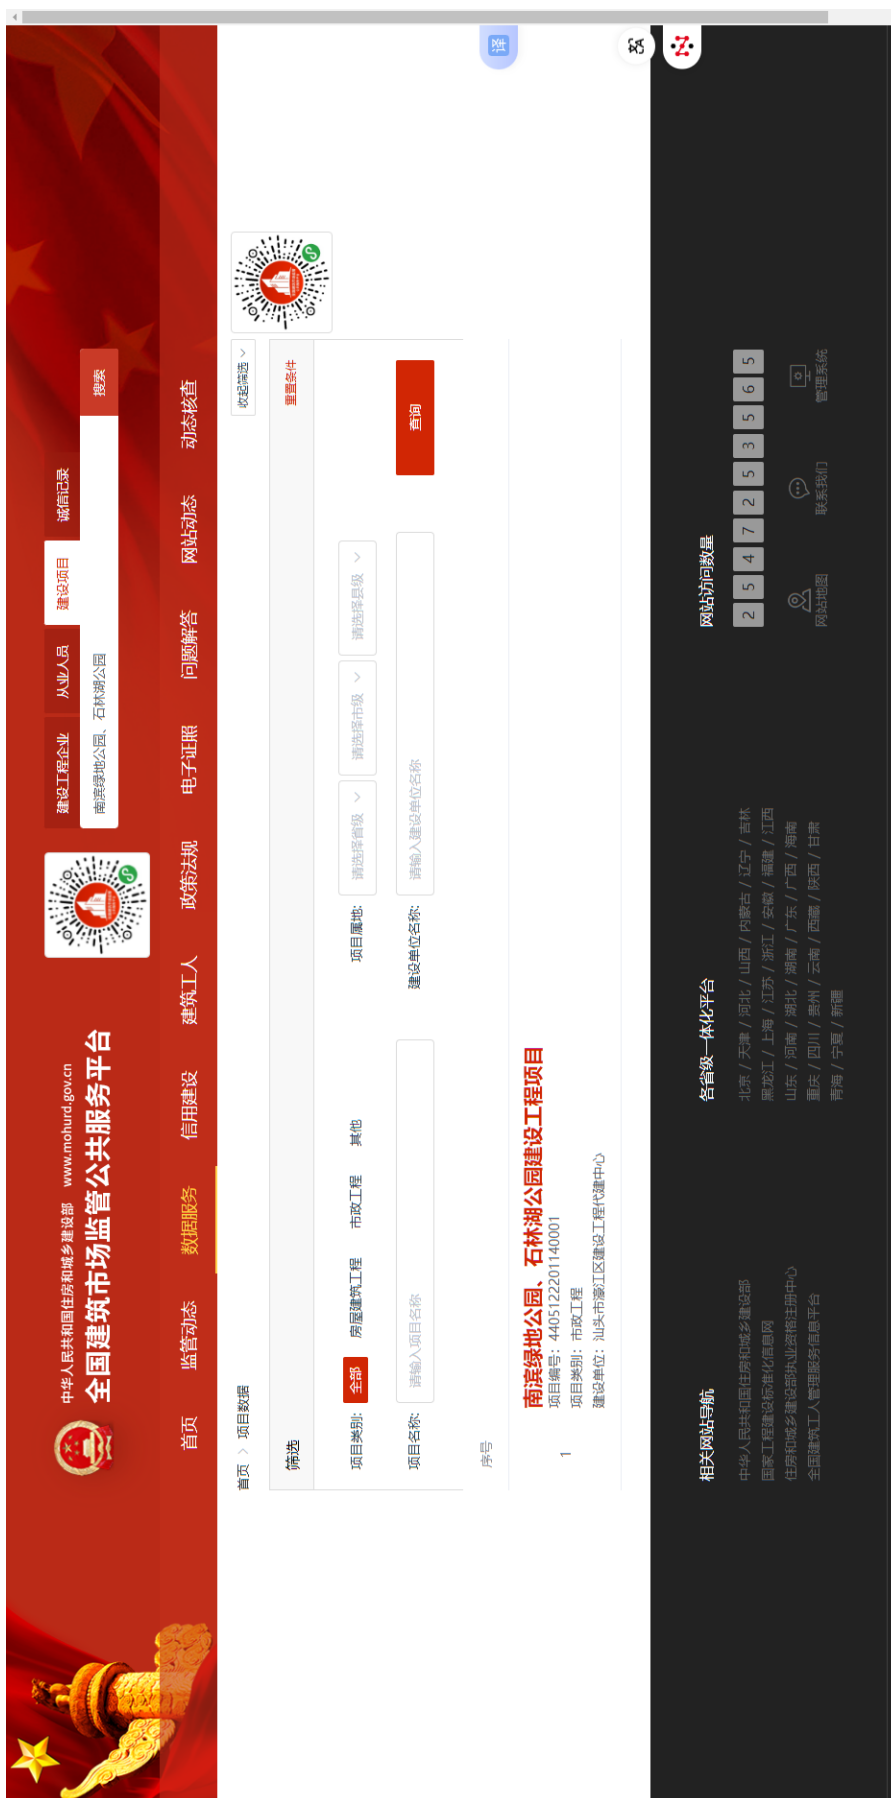 中华人民共和国住房和城乡建设部 www.mohurd.gov.cn
全国建筑市场监管公共服务平台
建设工程企业 从业人员 建设项目 诚信记录
南滨绿地公园、石林湖公园 搜索
首页 监管动态 数据服务 信用建设 建筑工人 政策法规 电子证照 问题解答 网站动态 动态核查
首页 > 项目数据 收起筛选
筛选 重置条件
项目类别: 全部 房屋建筑工程 市政工程 其他 项目属地: 请选择省级 请选择市级 请选择县级
项目名称: 请输入项目名称 建设单位名称: 请输入建设单位名称 查询
序号
1
南滨绿地公园、石林湖公园建设工程项目
项目编号: 4405122201140001
项目类别: 市政工程
建设单位: 汕头市濠江区建设工程代建中心
译
相关网站导航
中华人民共和国住房和城乡建设部
国家工程建设标准化信息网
住房和城乡建设部执业资格注册中心
全国建筑工人管理服务信息平台
各省级一体化平台
北京 / 天津 / 河北 / 山西 / 内蒙古 / 辽宁 / 吉林
黑龙江 / 上海 / 江苏 / 浙江 / 安徽 / 福建 / 江西
山东 / 河南 / 湖北 / 湖南 / 广东 / 广西 / 海南
重庆 / 四川 / 贵州 / 云南 / 西藏 / 陕西 / 甘肃
青海 / 宁夏 / 新疆
网站访问数量
2 5 4 7 2 5 3 5 6 5
网站地图 联系我们 管理系统